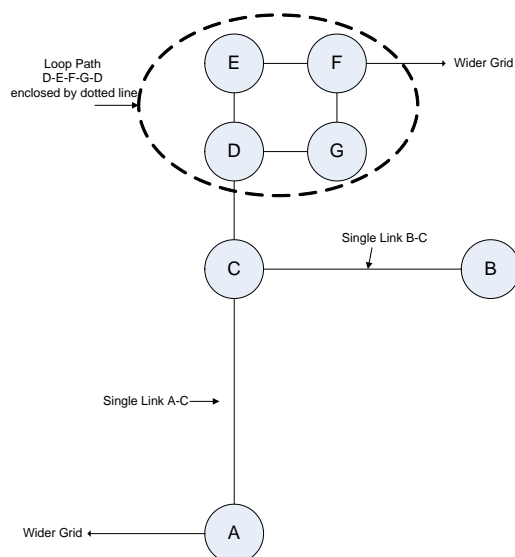 Loop Path
D-E-F-G-D
enclosed by dotted line
E
F
Wider Grid
D
G
Single Link B-C
C
B
Single Link A-C
Wider Grid
A